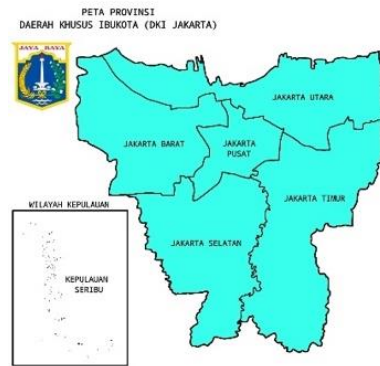 PETA PROVINSI
DAERAH KHUSUS IBUKOTA (DKI JAKARTA)
JAYA RAYA
JAKARTA UTARA
JAKARTA BARAT
JAKARTA
PUSAT
JAKARTA TIMUR
WILAYAH KEPULAUAN
JAKARTA SELATAN
KEPULAUAN
SERIBU